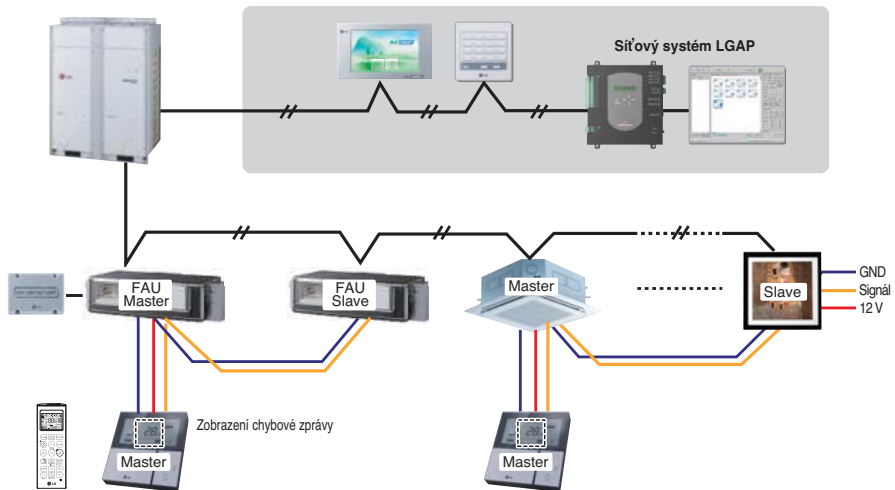 Síťový systém LGAP
FAU
Master
FAU
Slave
Master
Slave
GND
Signál
12 V
Zobrazení chybové zprávy
Master
Master